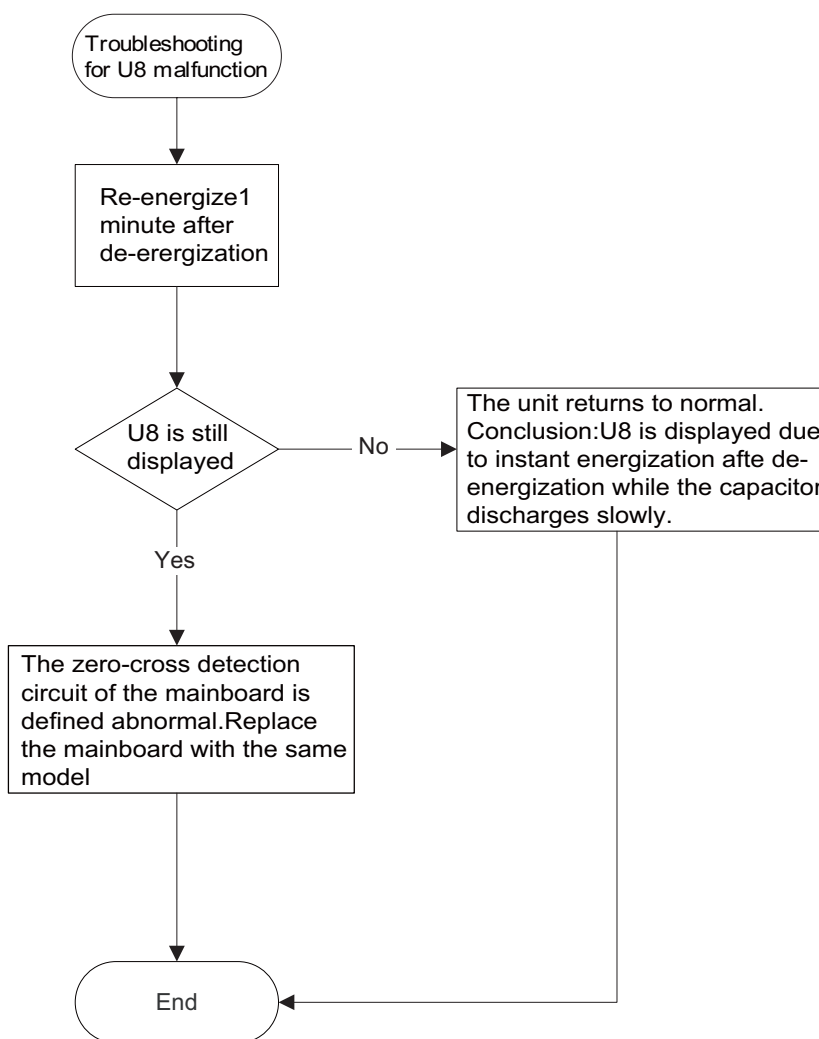 Troubleshooting
for U8 malfunction
Re-energize1
minute after
de-erergization
U8 is still
displayed
No
The unit returns to normal.
Conclusion:U8 is displayed due
to instant energization afte de-
energization while the capacitor
discharges slowly.
Yes
The zero-cross detection
circuit of the mainboard is
defined abnormal.Replace
the mainboard with the same
model
End